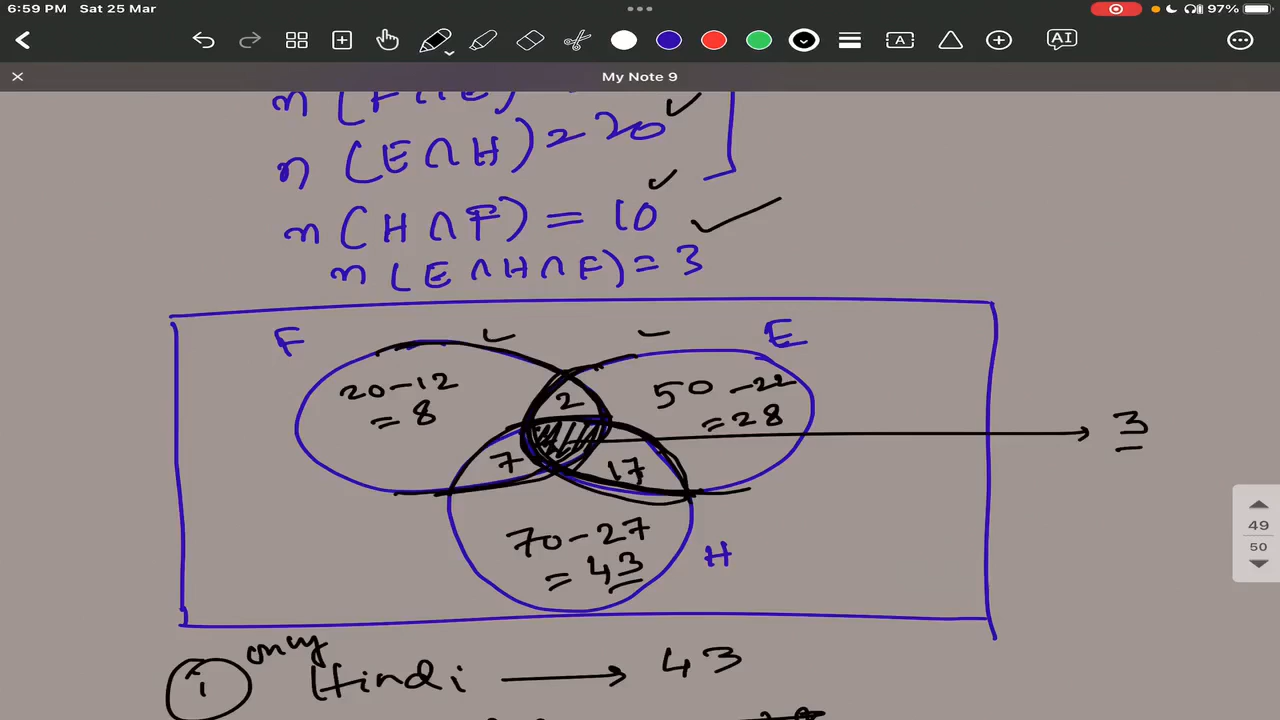 6:59 PM Sat 25 Mar
97%
A
AI
My Note 9
n (F∩E)
n (E∩H) = 20
n (H∩F) = 10
n (E∩H∩F) = 3
F
E
20-12
= 8
2
50-22
= 28
3
7
17
70-27
= 43
H
49
50
i only Hindi → 43